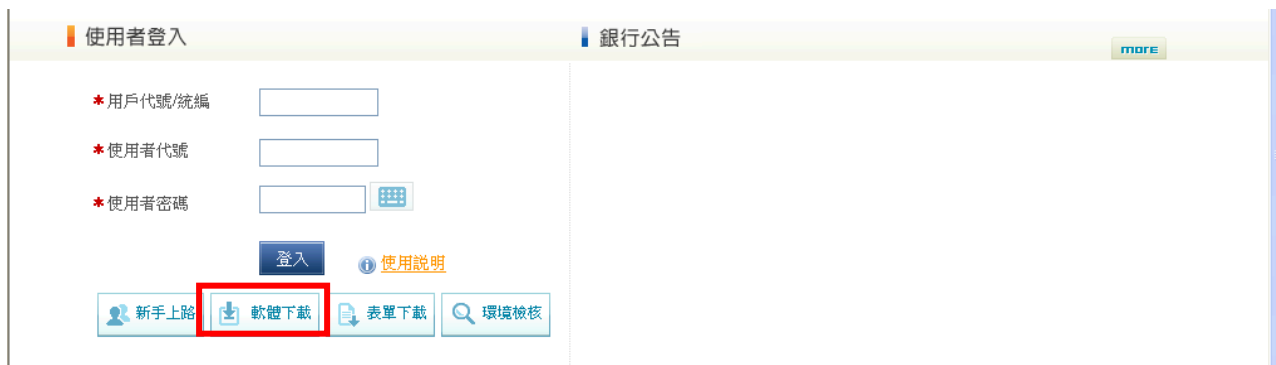 使用者登入
銀行公告
more
*用戶代號/統編
*使用者代號
*使用者密碼
登入
使用説明
新手上路
軟體下載
表單下載
環境檢核